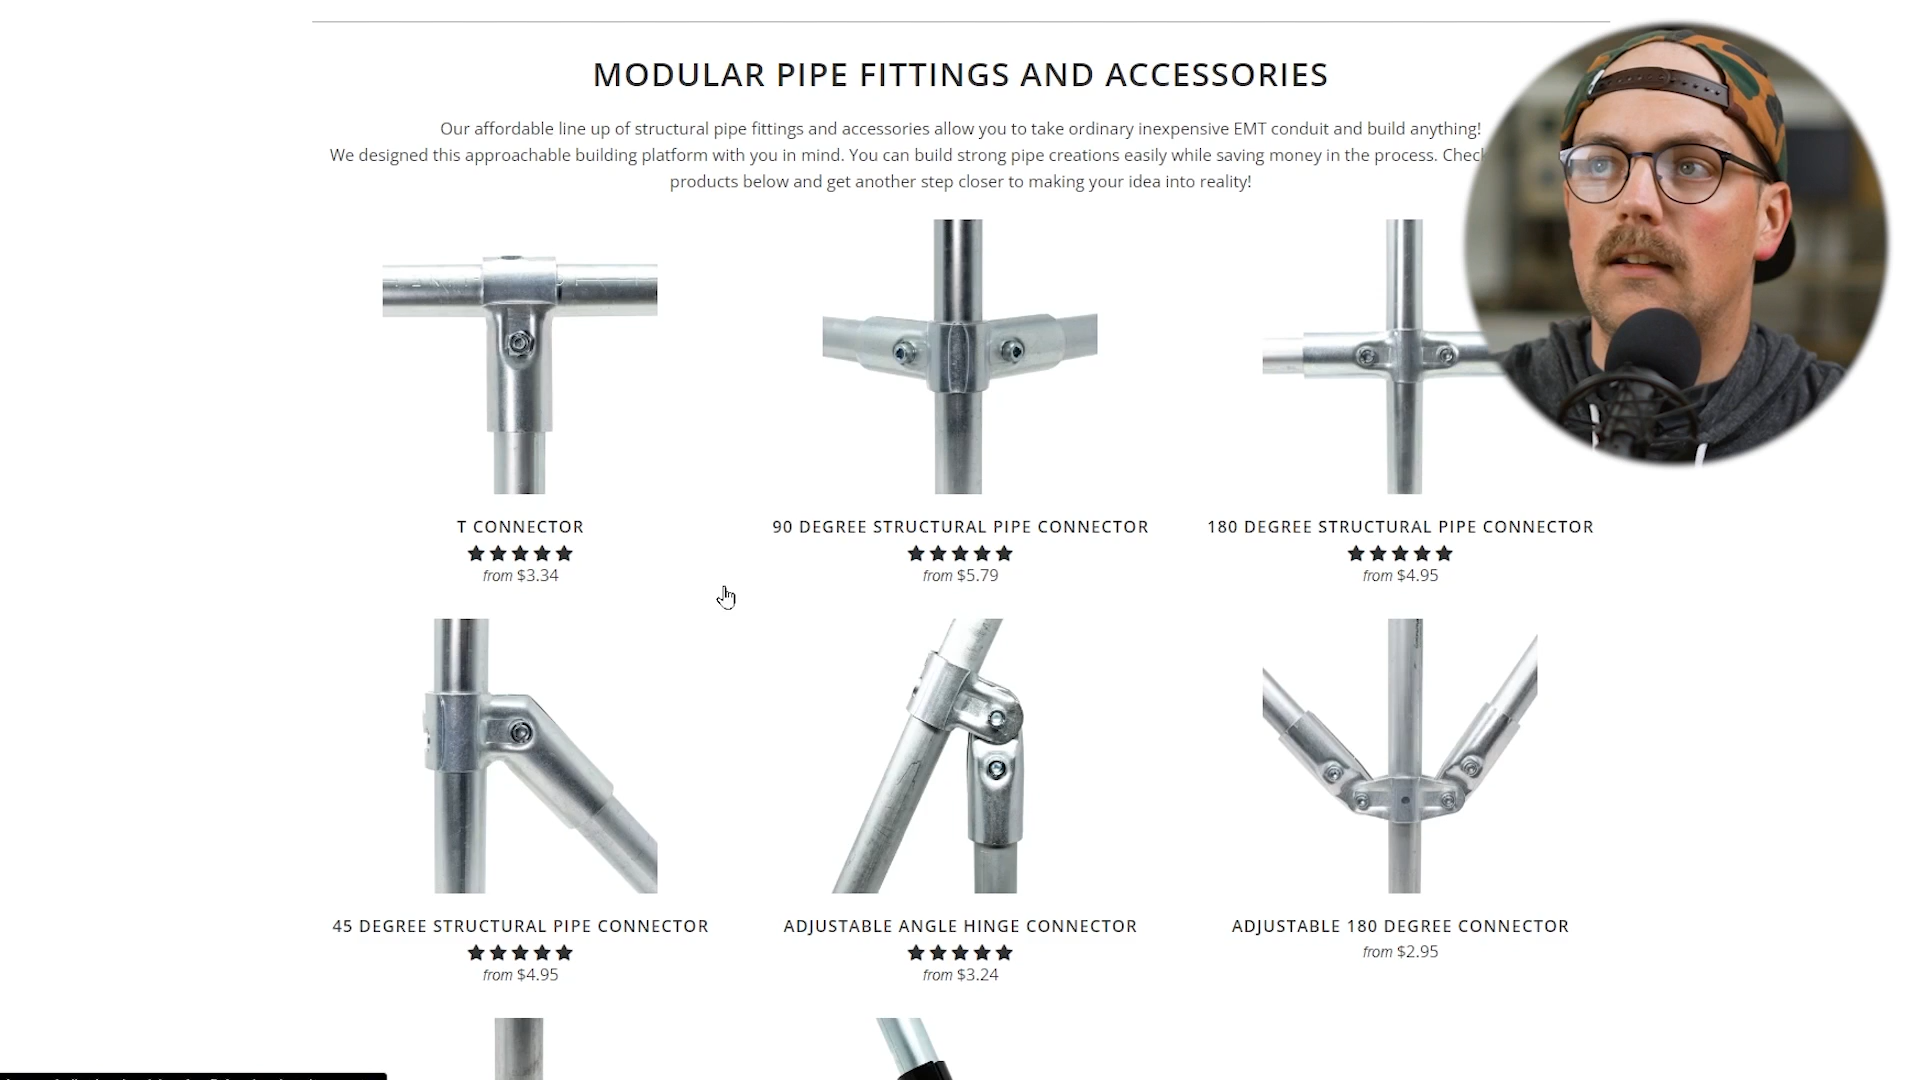 MODULAR PIPE FITTINGS AND ACCESSORIES
Our affordable line up of structural pipe fittings and accessories allow you to take ordinary inexpensive EMT conduit and build anything!
We designed this approachable building platform with you in mind. You can build strong pipe creations easily while saving money in the process. Check
products below and get another step closer to making your idea into reality!
T CONNECTOR
from $3.34
90 DEGREE STRUCTURAL PIPE CONNECTOR
from $5.79
180 DEGREE STRUCTURAL PIPE CONNECTOR
from $4.95
45 DEGREE STRUCTURAL PIPE CONNECTOR
from $4.95
ADJUSTABLE ANGLE HINGE CONNECTOR
from $3.24
ADJUSTABLE 180 DEGREE CONNECTOR
from $2.95